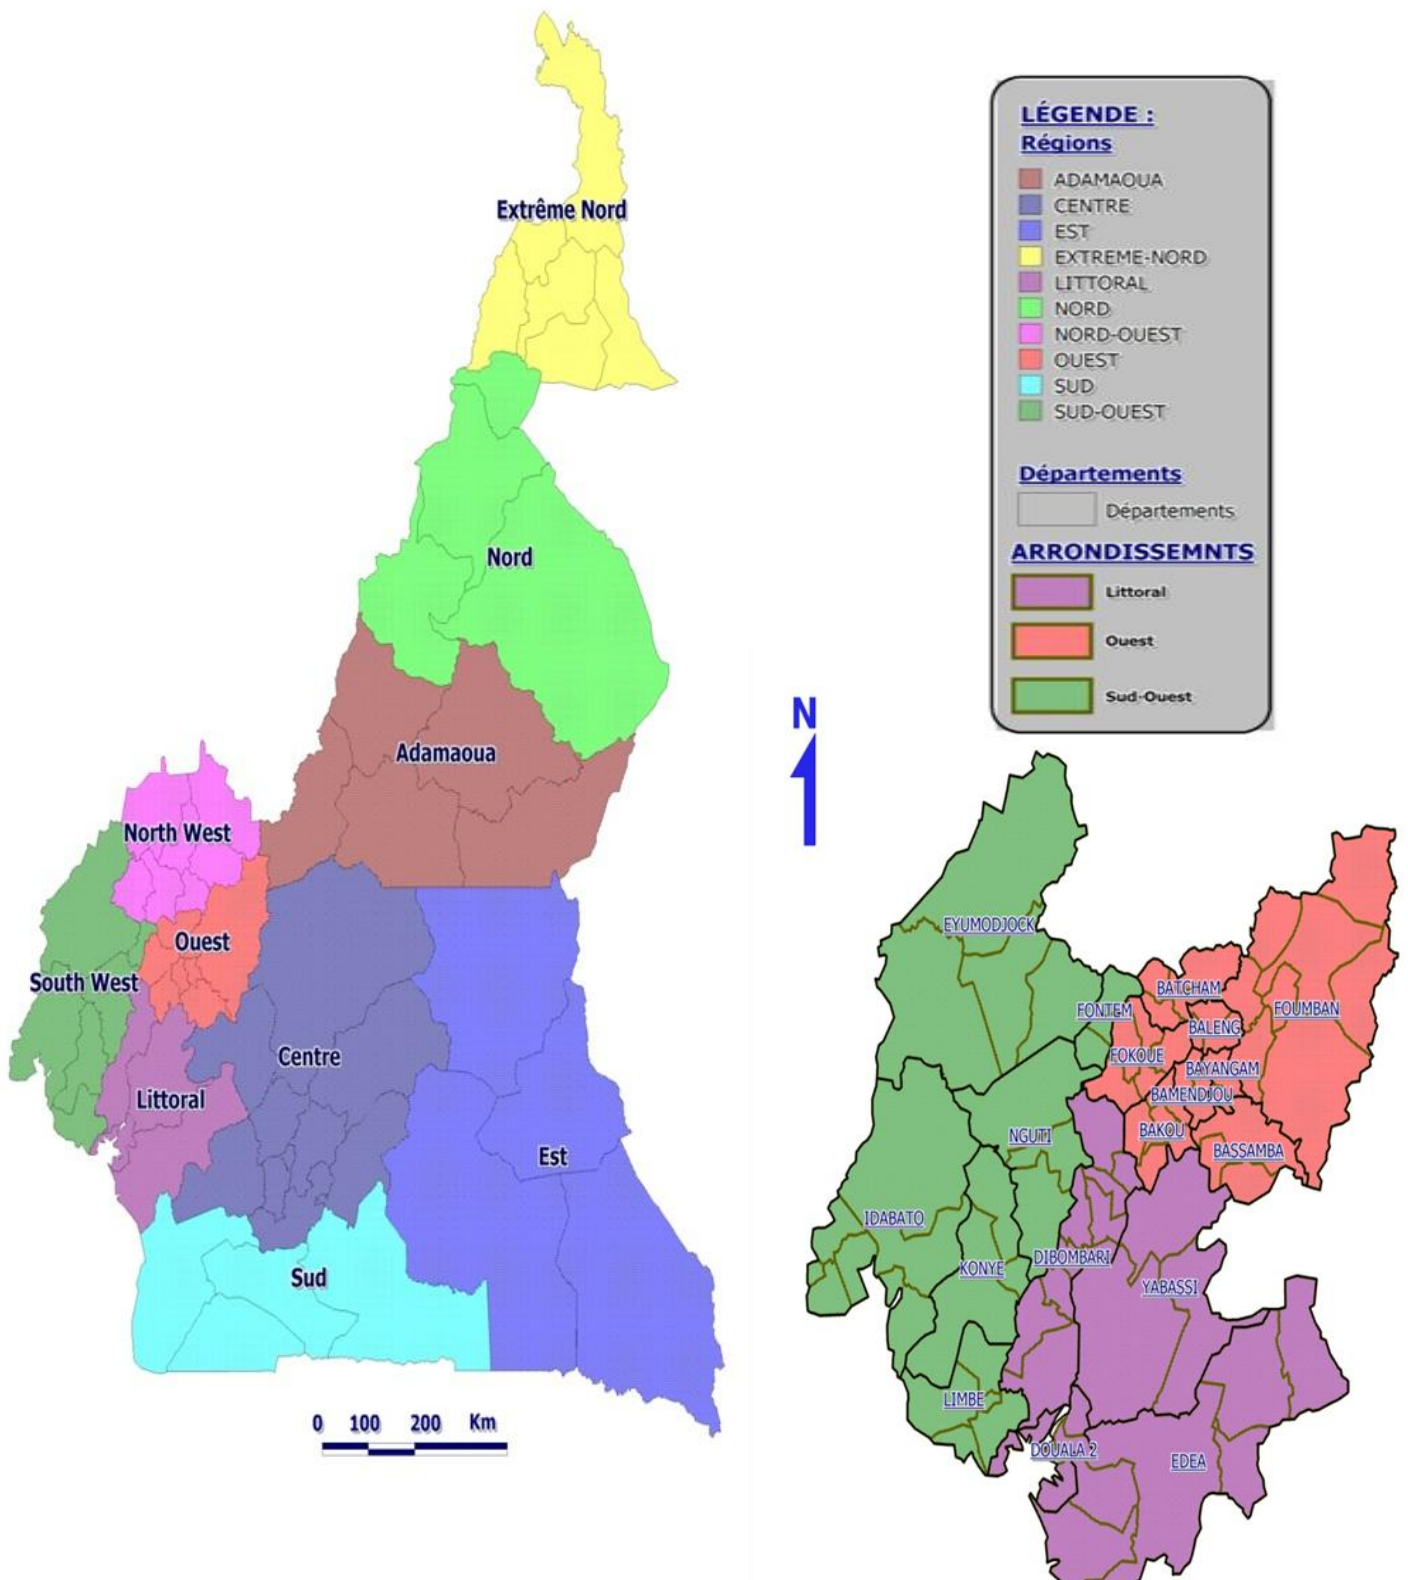 Extrême Nord
Nord
Adamaoua
North West
Ouest
South West
Centre
Littoral
Est
Sud
0 100 200 Km
LÉGENDE :
Régions
ADAMAOUA
CENTRE
EST
EXTREME-NORD
LITTORAL
NORD
NORD-OUEST
OUEST
SUD
SUD-OUEST
Départements
Départements
ARRONDISSEMNTS
Littoral
Ouest
Sud-Ouest
N
EYUMODJOCK
BATCHAM
FONTEM
FOUMBAN
BALENG
FOKOUE
BAYANGAM
BAMENDJOU
NGUTI
BAKOU
BASSAMBA
IDABATO
DIBOMBARI
KONYE
YABASSI
LIMBE
DOUALA 2
EDEA